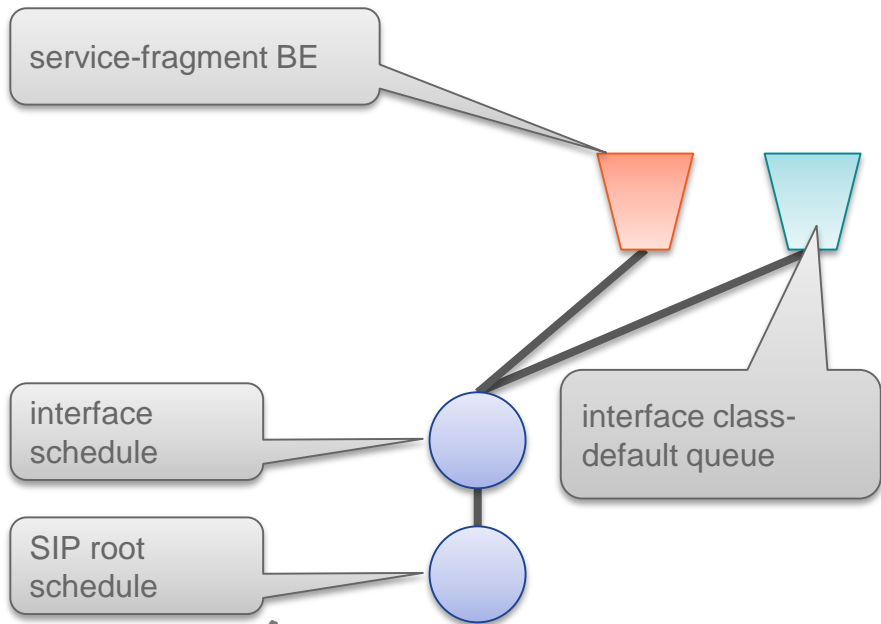 service-fragment BE
interface
schedule
interface class-
default queue
SIP root
schedule